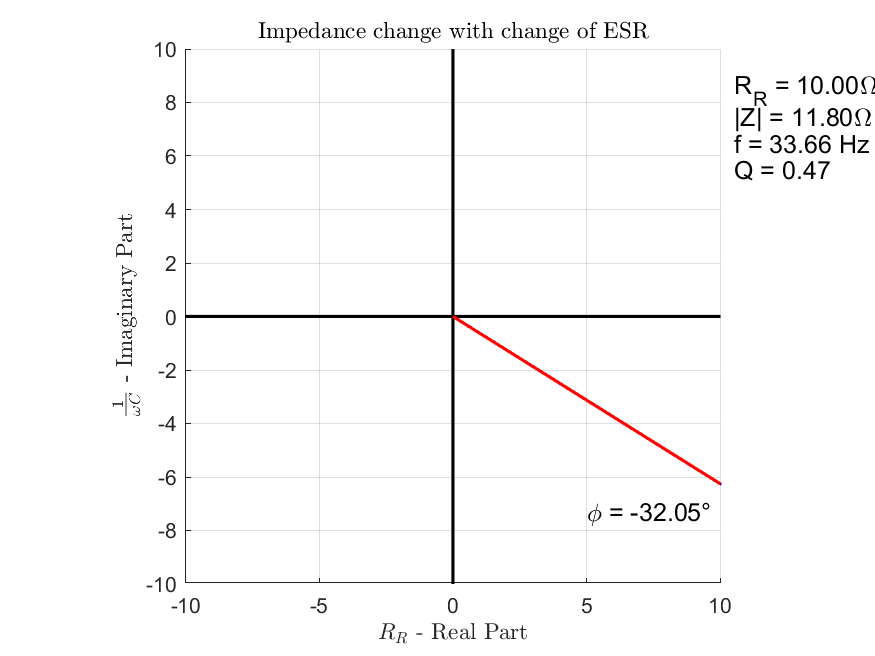 Impedance change with change of ESR
R_R = 10.00Ω
|Z| = 11.80Ω
f = 33.66 Hz
Q = 0.47
10
8
6
4
2
0
-2
-4
-6
-8
-10
1/ωC - Imaginary Part
ϕ = -32.05°
-10 -5 0 5 10
R_R - Real Part